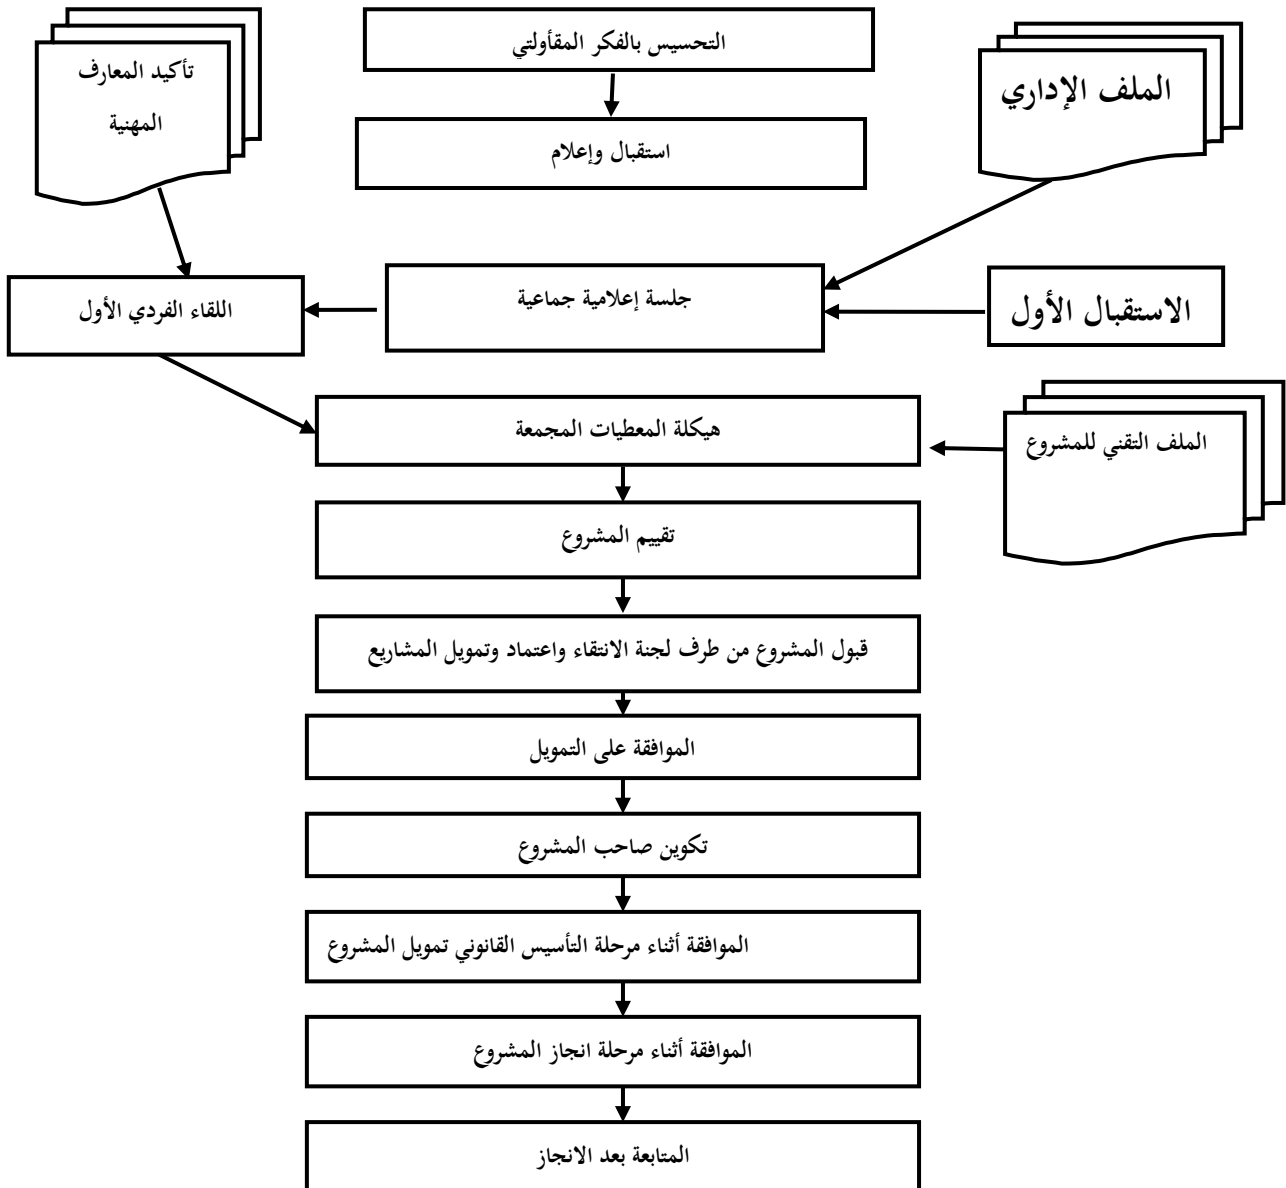 التحسيس بالفكر المقأولتي
استقبال وإعلام
الملف الإداري
تأكيد المعارف
المهنية
الاستقبال الأول
جلسة إعلامية جماعية
اللقاء الفردي الأول
الملف التقني للمشروع
هيكلة المعطيات المجمعة
تقييم المشروع
قبول المشروع من طرف لجنة الانتقاء واعتماد وتمويل المشاريع
الموافقة على التمويل
تكوين صاحب المشروع
الموافقة أثناء مرحلة التأسيس القانوني تمويل المشروع
الموافقة أثناء مرحلة انجاز المشروع
المتابعة بعد الانجاز